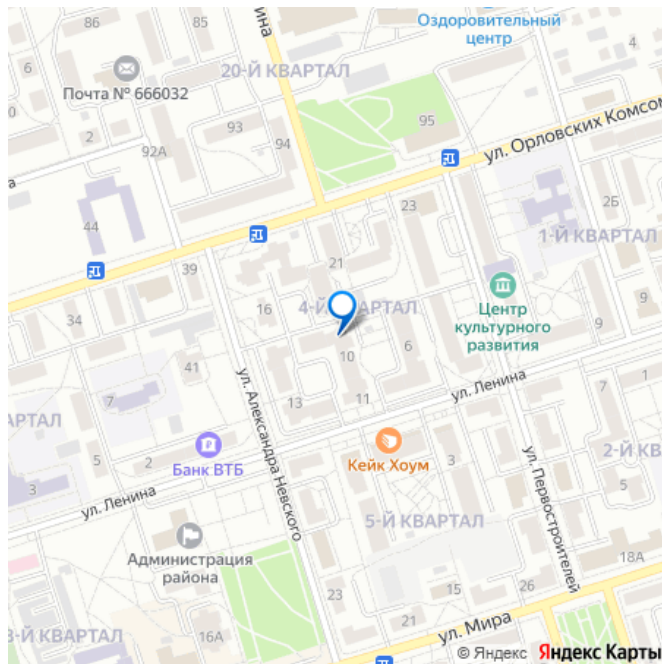 86
88
Оздоровительный
центр
6
20-Й КВАРТАЛ
Почта № 666032
2
93
94
95
92А
ул. Орловских Комсом
44
23
2Б
1-Й КВАРТАЛ
39
21
16
4-Й КВАРТАЛ
Центр
культурного
развития
34
9
9
6
10
41
7
7
1
ул. Ленина
13
11
РТАЛ
ул. Александра Невского
Банк ВТБ
Кейк Хоум
5
2
3
2-Й КВ
ул. Первостроителей
5
3
ул. Ленина
5-Й КВАРТАЛ
Администрация
района
18А
23
15
26
21
16А
3-Й КВАРТАЛ
ул. Мира
© Яндекс Яндекс Карты